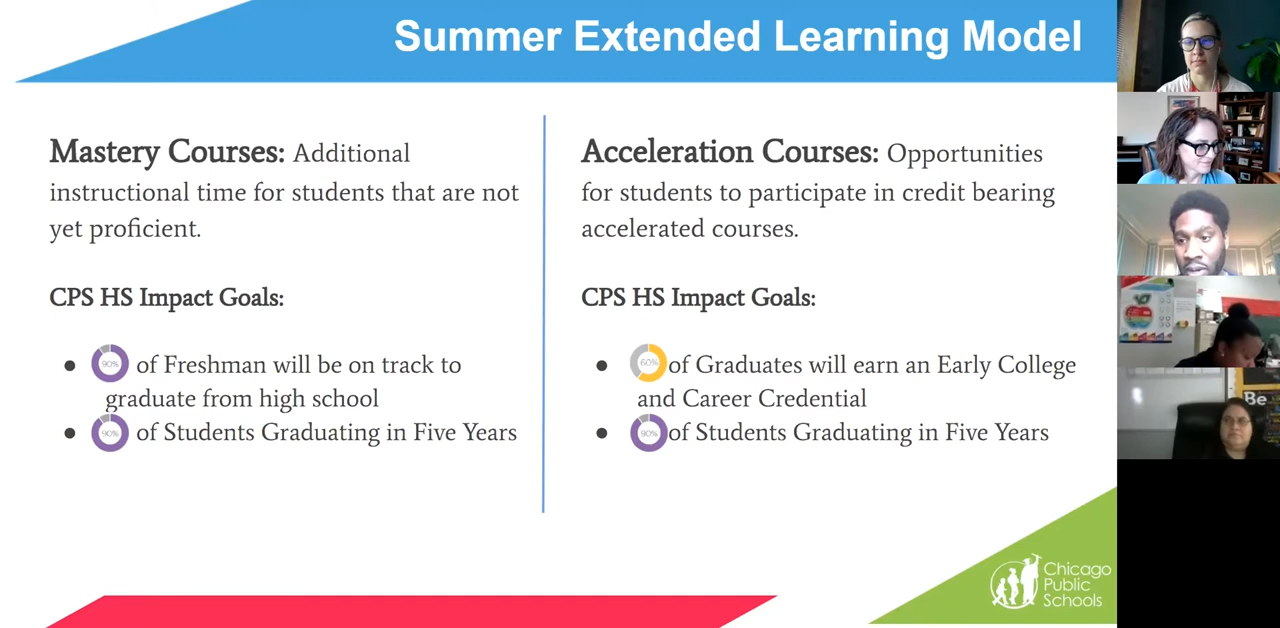 Summer Extended Learning Model
Mastery Courses: Additional
instructional time for students that are not
yet proficient.
CPS HS Impact Goals:
● 90% of Freshman will be on track to
graduate from high school
● 90% of Students Graduating in Five Years
Acceleration Courses: Opportunities
for students to participate in credit bearing
accelerated courses.
CPS HS Impact Goals:
● 60% of Graduates will earn an Early College
and Career Credential
● 90% of Students Graduating in Five Years
Chicago
Public
Schools
Be